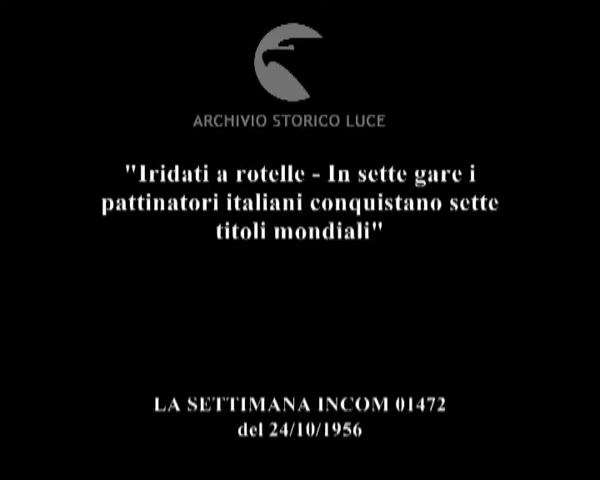 ARCHIVIO STORICO LUCE
"Iridati a rotelle - In sette gare i
pattinatori italiani conquistano sette
titoli mondiali"
LA SETTIMANA INCOM 01472
del 24/10/1956